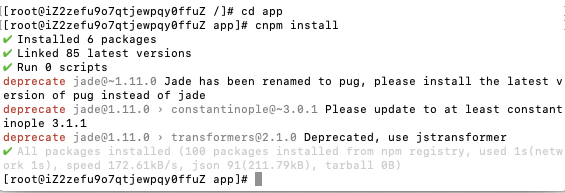 [[root@iZ2zefu9o7qtjewpqy0ffuZ /]# cd app
[[root@iZ2zefu9o7qtjewpqy0ffuZ app]# cnpm install
✔ Installed 6 packages
✔ Linked 85 latest versions
✔ Run 0 scripts
deprecate jade@~1.11.0 Jade has been renamed to pug, please install the latest v
ersion of pug instead of jade
deprecate jade@1.11.0 › constantinople@~3.0.1 Please update to at least constant
inople 3.1.1
deprecate jade@1.11.0 › transformers@2.1.0 Deprecated, use jstransformer
✔ All packages installed (100 packages installed from npm registry, used 1s(netw
ork 1s), speed 172.61kB/s, json 91(211.79kB), tarball 0B)
[root@iZ2zefu9o7qtjewpqy0ffuZ app]#